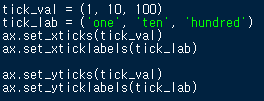 tick_val = (1, 10, 100)
tick_lab = ('one', 'ten', 'hundred')
ax.set_xticks(tick_val)
ax.set_xticklabels(tick_lab)

ax.set_yticks(tick_val)
ax.set_yticklabels(tick_lab)